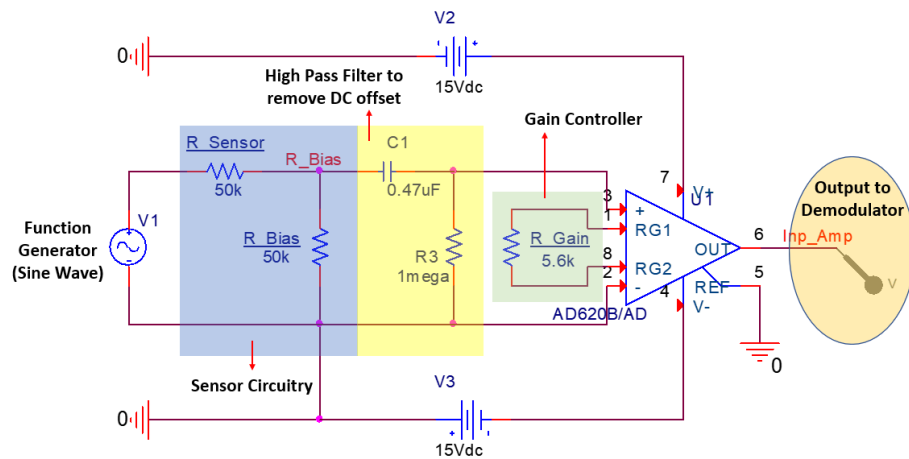 V2
0
- +
15Vdc
High Pass Filter to
remove DC offset
Gain Controller
R_Sensor
R_Bias
C1
50k
0.47uF
7
V+
U1
Output to
Demodulator
3
+
1
RG1
Function
Generator
(Sine Wave)
V1
R_Bias
50k
R3
1mega
R_Gain
5.6k
OUT
6
Inp_Amp
8
RG2
2
-
4
REF
5
V
V-
AD620B/AD
0
Sensor Circuitry
V3
0
+ -
15Vdc